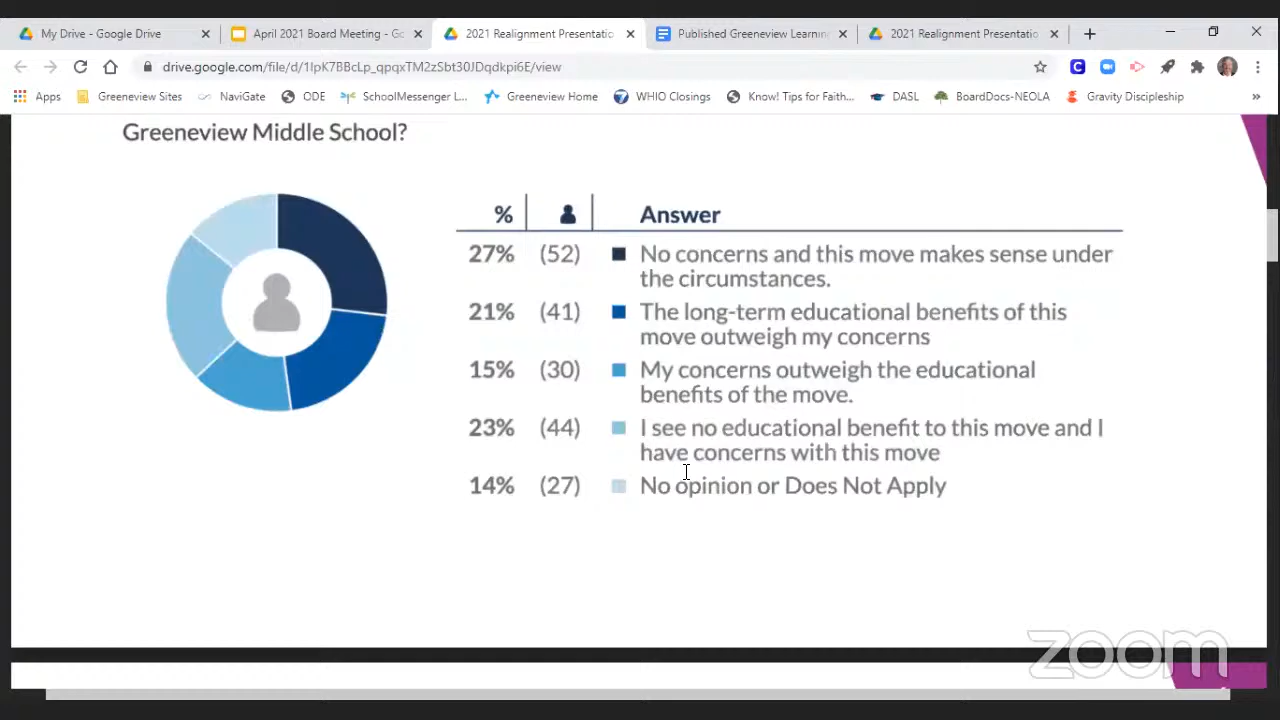 My Drive - Google Drive
April 2021 Board Meeting - Go
2021 Realignment Presentatio
Published Greeneview Learning
2021 Realignment Presentatio
drive.google.com/file/d/1IpK7BBcLp_qpqxTM2zSbt30JDqdkpi6E/view
Apps
Greeneview Sites
NaviGate
ODE
SchoolMessenger L...
Greeneview Home
WHIO Closings
Know! Tips for Faith...
DASL
BoardDocs-NEOLA
Gravity Discipleship
»
Greeneview Middle School?
% Answer
27% (52) No concerns and this move makes sense under
the circumstances.
21% (41) The long-term educational benefits of this
move outweigh my concerns
15% (30) My concerns outweigh the educational
benefits of the move.
23% (44) I see no educational benefit to this move and I
have concerns with this move
14% (27) No opinion or Does Not Apply
zoom